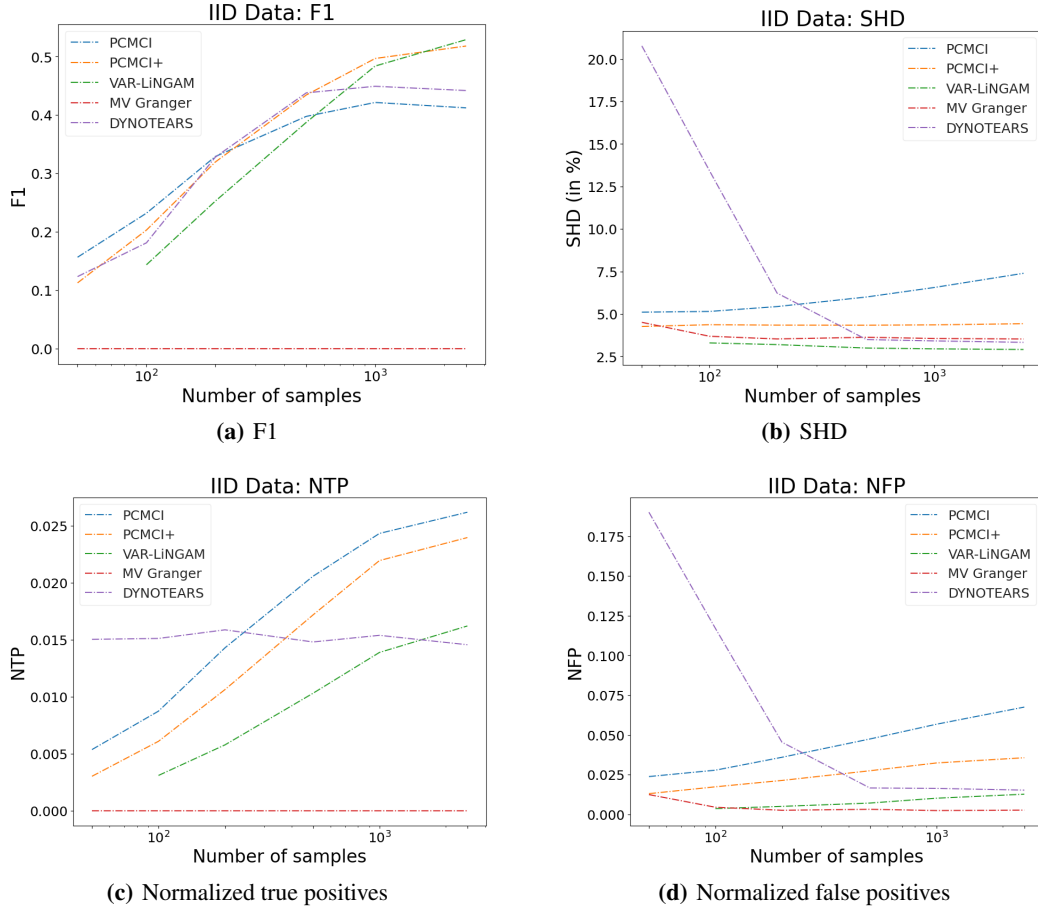 IID Data: F1
PCMCI
PCMCI+
VAR-LiNGAM
MV Granger
DYNOTEARS
0.5
0.4
0.3
0.2
0.1
0.0
F1
10²
10³
Number of samples
(a) F1
IID Data: SHD
PCMCI
PCMCI+
VAR-LiNGAM
MV Granger
DYNOTEARS
20.0
17.5
15.0
12.5
10.0
7.5
5.0
2.5
SHD (in %)
10²
10³
Number of samples
(b) SHD
IID Data: NTP
PCMCI
PCMCI+
VAR-LiNGAM
MV Granger
DYNOTEARS
0.025
0.020
0.015
0.010
0.005
0.000
NTP
10²
10³
Number of samples
(c) Normalized true positives
IID Data: NFP
PCMCI
PCMCI+
VAR-LiNGAM
MV Granger
DYNOTEARS
0.175
0.150
0.125
0.100
0.075
0.050
0.025
0.000
NFP
10²
10³
Number of samples
(d) Normalized false positives